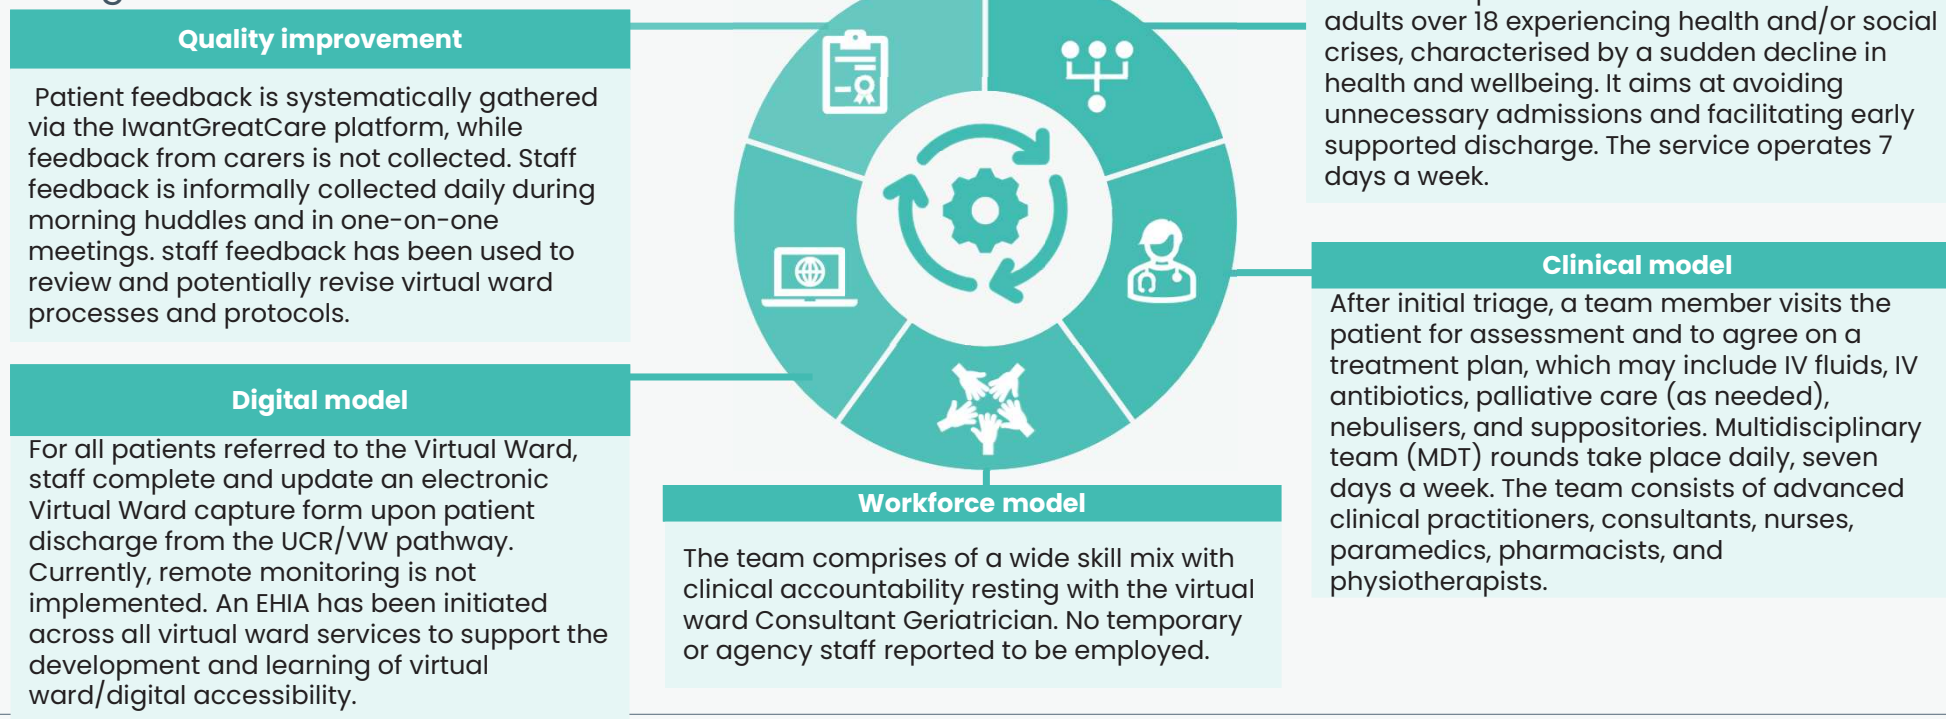 Quality improvement
Patient feedback is systematically gathered
via the IwantGreatCare platform, while
feedback from carers is not collected. Staff
feedback is informally collected daily during
morning huddles and in one-on-one
meetings. staff feedback has been used to
review and potentially revise virtual ward
processes and protocols.
Digital model
For all patients referred to the Virtual Ward,
staff complete and update an electronic
Virtual Ward capture form upon patient
discharge from the UCR/VW pathway.
Currently, remote monitoring is not
implemented. An EHIA has been initiated
across all virtual ward services to support the
development and learning of virtual
ward/digital accessibility.
Workforce model
The team comprises of a wide skill mix with
clinical accountability resting with the virtual
ward Consultant Geriatrician. No temporary
or agency staff reported to be employed.
adults over 18 experiencing health and/or social
crises, characterised by a sudden decline in
health and wellbeing. It aims at avoiding
unnecessary admissions and facilitating early
supported discharge. The service operates 7
days a week.
Clinical model
After initial triage, a team member visits the
patient for assessment and to agree on a
treatment plan, which may include IV fluids, IV
antibiotics, palliative care (as needed),
nebulisers, and suppositories. Multidisciplinary
team (MDT) rounds take place daily, seven
days a week. The team consists of advanced
clinical practitioners, consultants, nurses,
paramedics, pharmacists, and
physiotherapists.